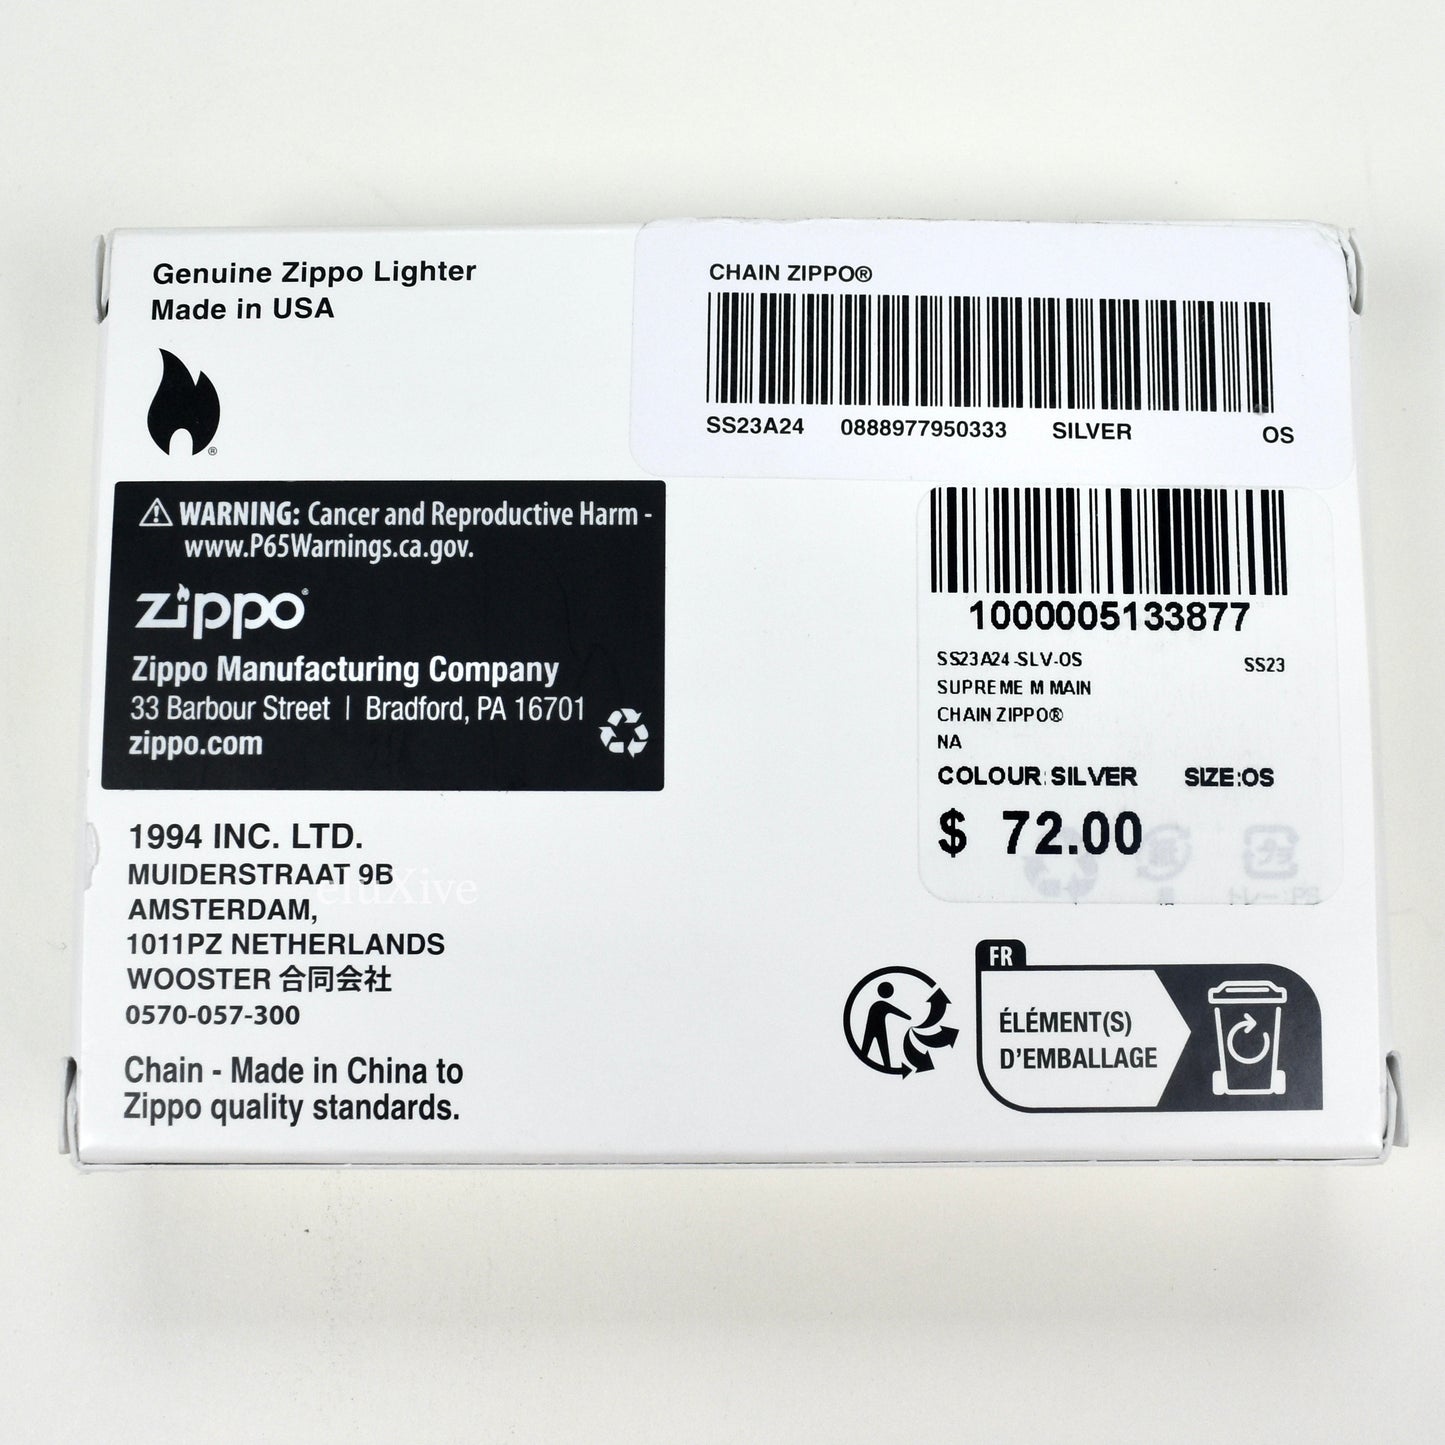 Genuine Zippo Lighter
Made in USA
®
CHAIN ZIPPO®
SS23A24 0888977950333 SILVER OS
⚠ WARNING: Cancer and Reproductive Harm -
www.P65Warnings.ca.gov.
zippo®
Zippo Manufacturing Company
33 Barbour Street | Bradford, PA 16701
zippo.com
1000005133877
SS23A24-SLV-OS SS23
SUPREME M MAIN
CHAIN ZIPPO®
NA
COLOUR:SILVER SIZE:OS
$ 72.00
1994 INC. LTD.
MUIDERSTRAAT 9B
AMSTERDAM,
1011PZ NETHERLANDS
WOOSTER 合同会社
0570-057-300
eluXive
Chain - Made in China to
Zippo quality standards.
FR
ÉLÉMENT(S)
D'EMBALLAGE